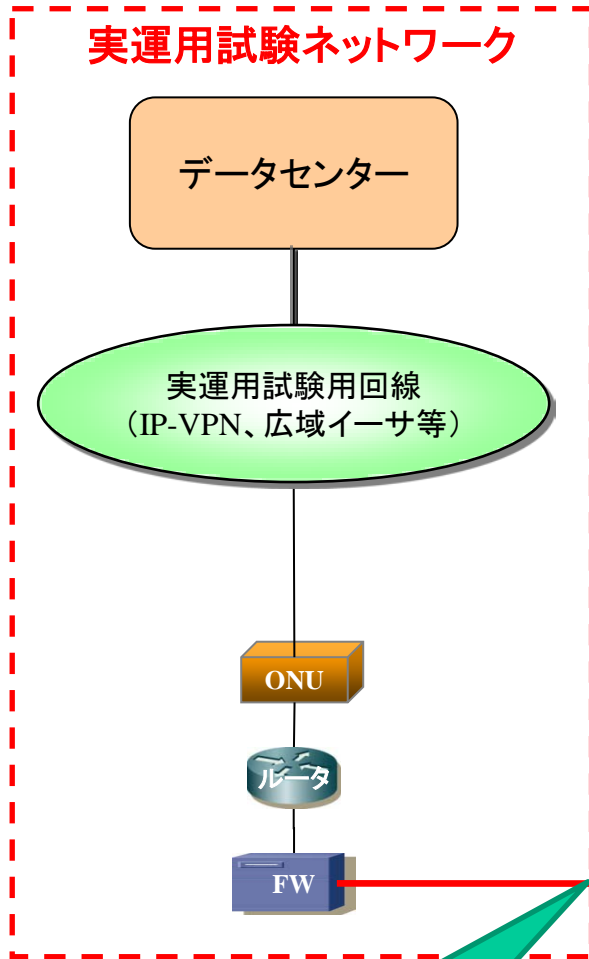 実運用試験ネットワーク
データセンター
実運用試験用回線
（IP-VPN、広域イーサ等）
ONU
ルータ
FW